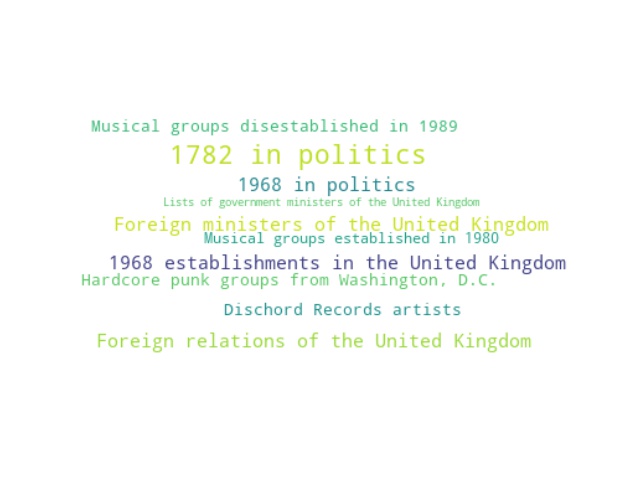 Musical groups disestablished in 1989
1782 in politics
1968 in politics
Lists of government ministers of the United Kingdom
Foreign ministers of the United Kingdom
Musical groups established in 1980
1968 establishments in the United Kingdom
Hardcore punk groups from Washington, D.C.
Dischord Records artists
Foreign relations of the United Kingdom